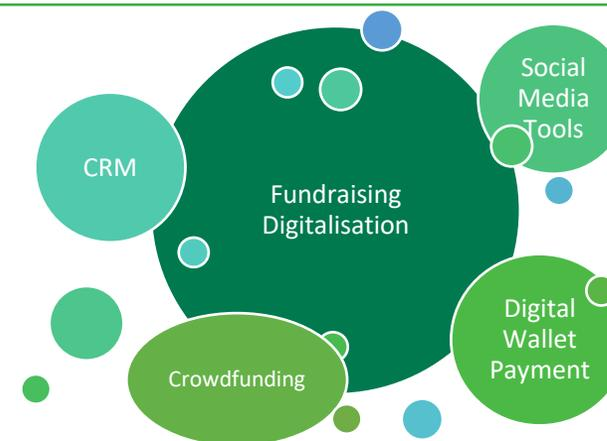 Social
Media
Tools
CRM
Fundraising
Digitalisation
Digital
Wallet
Payment
Crowdfunding